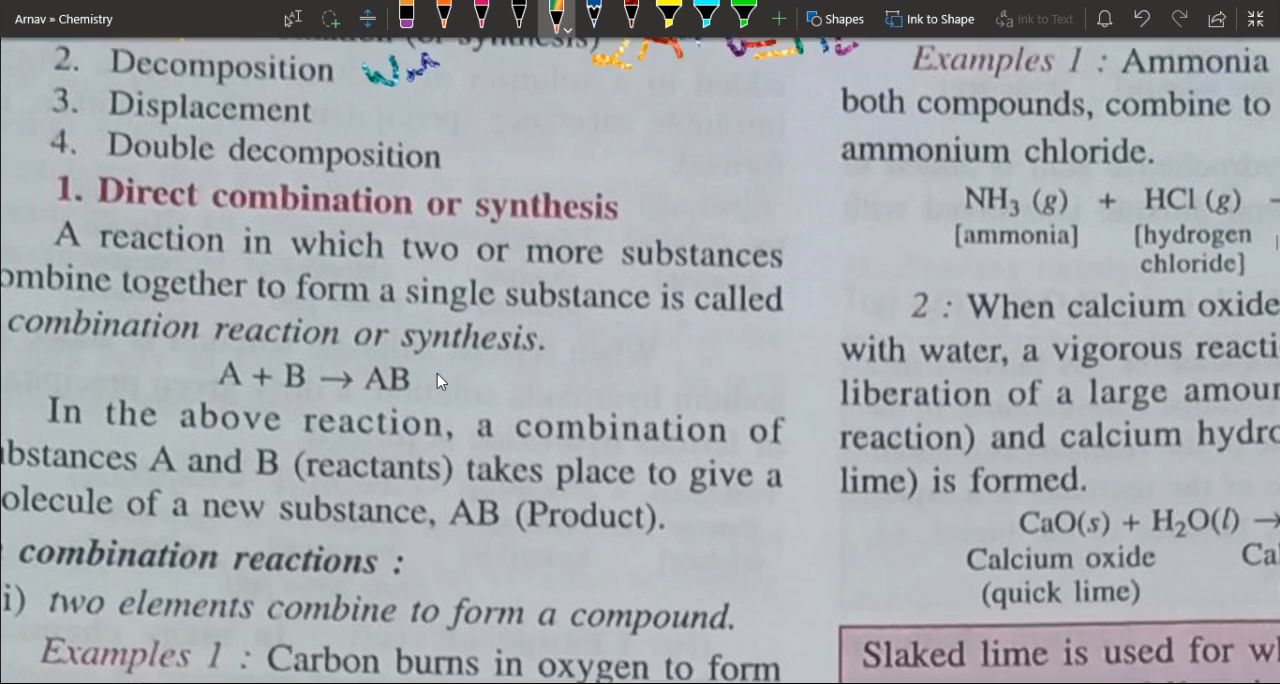 Arnav » Chemistry
Shapes
Ink to Shape
Ink to Text
2. Decomposition
3. Displacement
4. Double decomposition
1. Direct combination or synthesis
A reaction in which two or more substances
ombine together to form a single substance is called
combination reaction or synthesis.
A + B → AB
In the above reaction, a combination of
bstances A and B (reactants) takes place to give a
olecule of a new substance, AB (Product).
combination reactions :
i) two elements combine to form a compound.
Examples 1 : Carbon burns in oxygen to form
Examples 1 : Ammonia
both compounds, combine to
ammonium chloride.
NH₃ (g) + HCl (g)
[ammonia] [hydrogen
chloride]
2 : When calcium oxide
with water, a vigorous reacti
liberation of a large amour
reaction) and calcium hydro
lime) is formed.
CaO(s) + H₂O(l) →
Calcium oxide Ca
(quick lime)
Slaked lime is used for wl